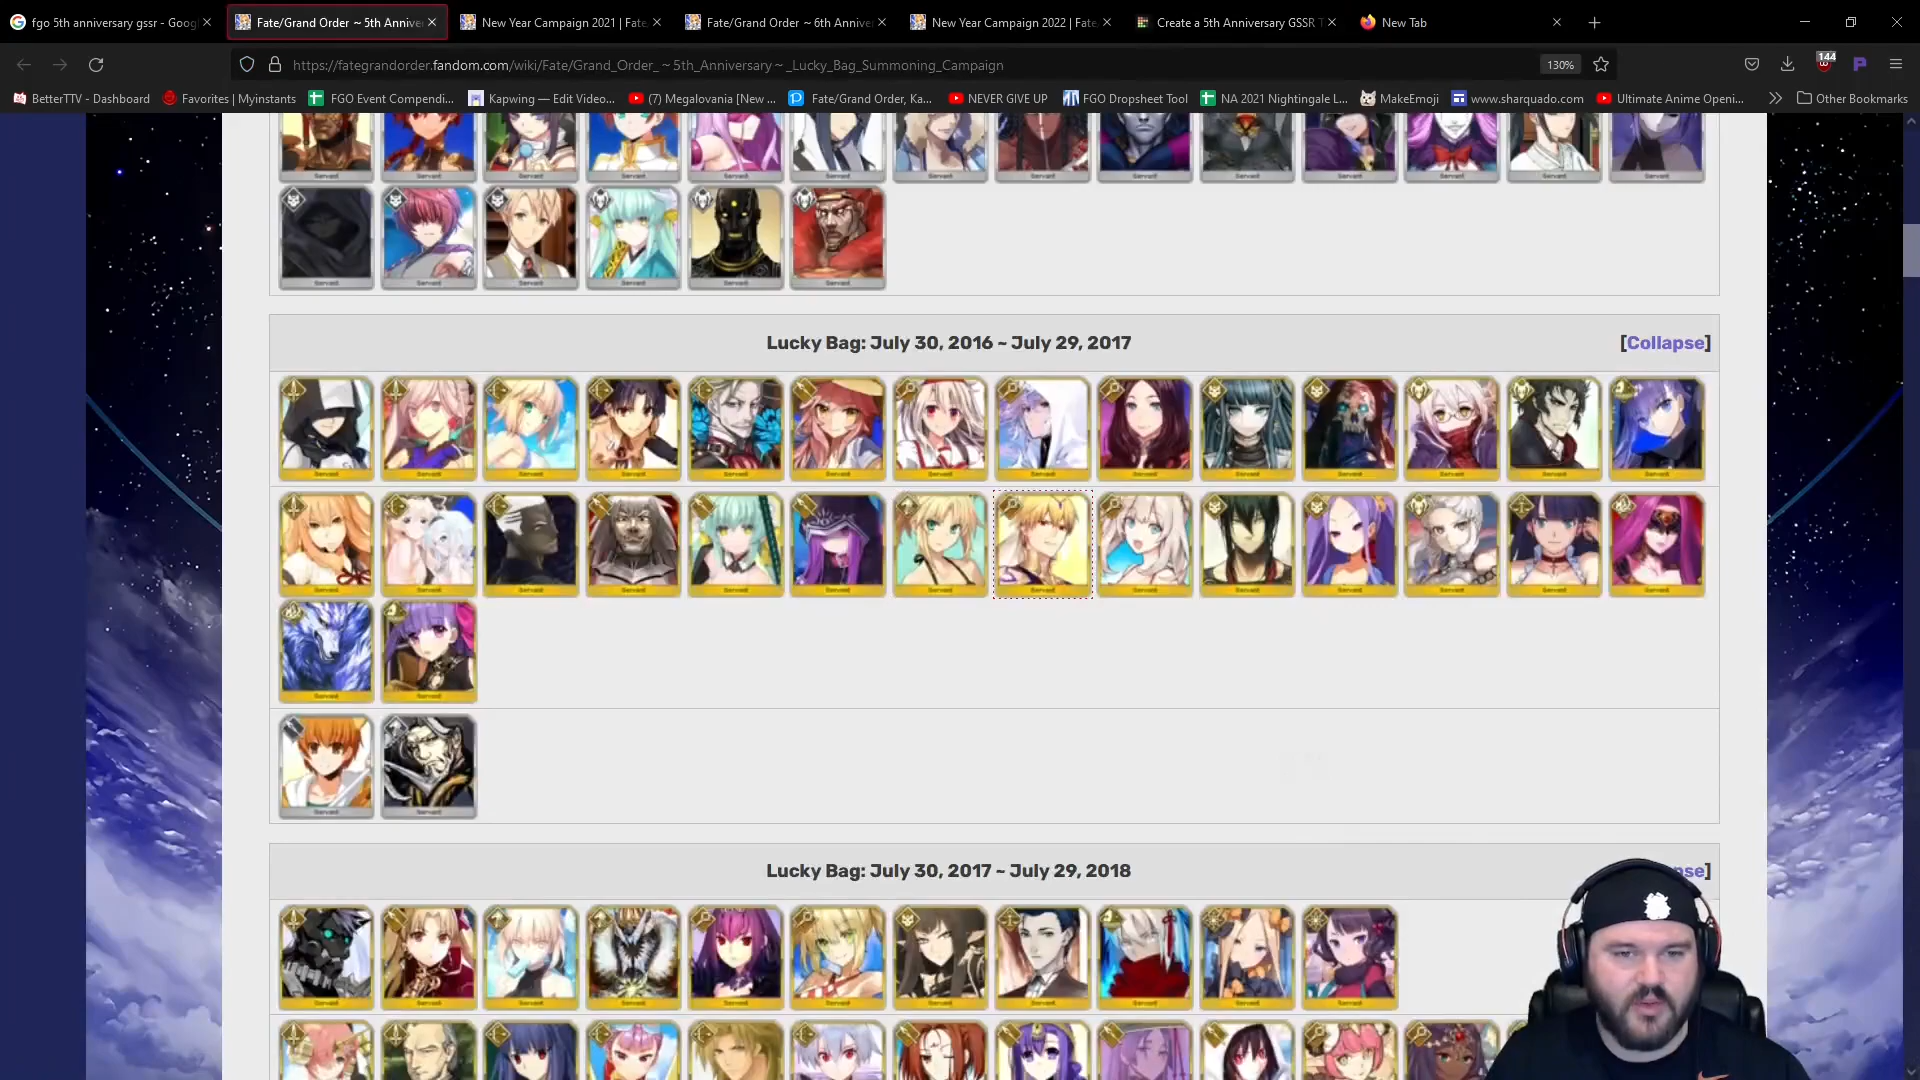 fgo 5th anniversary gssr - Goog
Fate/Grand Order ~ 5th Annive
New Year Campaign 2021 | Fate
Fate/Grand Order ~ 6th Annive
New Year Campaign 2022 | Fate
Create a 5th Anniversary GSSR T
New Tab
https://fategrandorder.fandom.com/wiki/Fate/Grand_Order_~5th_Anniversary~_Lucky_Bag_Summoning_Campaign
130%
144
BetterTTV - Dashboard
Favorites | Myinstants
FGO Event Compendi...
Kapwing — Edit Video...
(7) Megalovania [New ...
Fate/Grand Order, Ka...
NEVER GIVE UP
FGO Dropsheet Tool
NA 2021 Nightingale L...
MakeEmoji
www.sharquado.com
Ultimate Anime Openi...
Other Bookmarks
Lucky Bag: July 30, 2016 ~ July 29, 2017
[Collapse]
Lucky Bag: July 30, 2017 ~ July 29, 2018
pse]